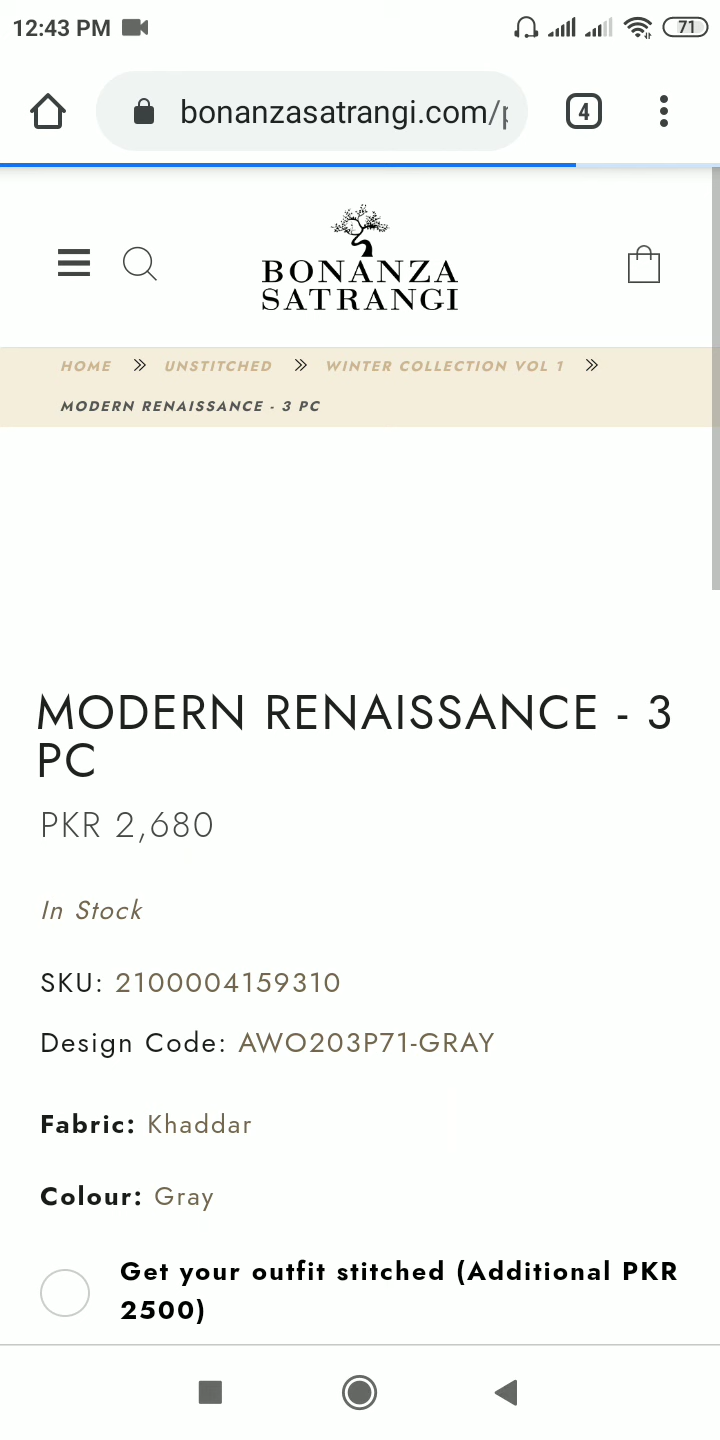 12:43 PM 71
bonanzasatrangi.com/p 4
BONANZA
SATRANGI
HOME » UNSTITCHED » WINTER COLLECTION VOL 1 »
MODERN RENAISSANCE - 3 PC
MODERN RENAISSANCE - 3
PC
PKR 2,680
In Stock
SKU: 2100004159310
Design Code: AWO203P71-GRAY
Fabric: Khaddar
Colour: Gray
Get your outfit stitched (Additional PKR
2500)